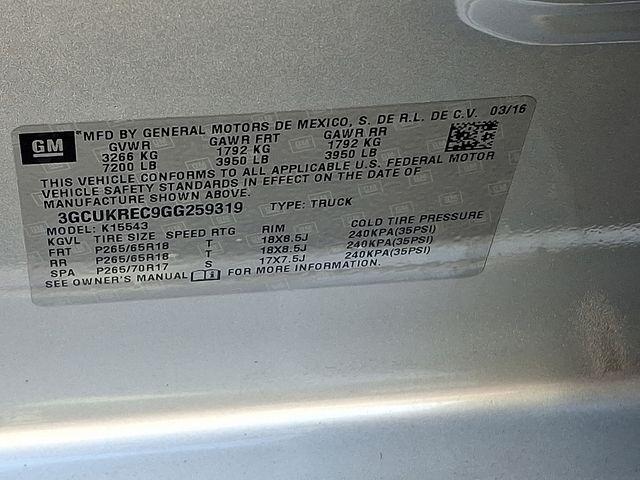 GM
*MFD BY GENERAL MOTORS DE MEXICO, S. DE R.L. DE C.V. 03/16
GVWR GAWR FRT GAWR RR
3266 KG 1792 KG 1792 KG
7200 LB 3950 LB 3950 LB
THIS VEHICLE CONFORMS TO ALL APPLICABLE U.S. FEDERAL MOTOR
VEHICLE SAFETY STANDARDS IN EFFECT ON THE DATE OF
MANUFACTURE SHOWN ABOVE.
3GCUKREC9GG259319 TYPE: TRUCK
MODEL: K15543
KGVL TIRE SIZE SPEED RTG RIM COLD TIRE PRESSURE
FRT P265/65R18 T 18X8.5J 240KPA(35PSI)
RR P265/65R18 T 18X8.5J 240KPA(35PSI)
SPA P265/70R17 S 17X7.5J 240KPA(35PSI)
SEE OWNER'S MANUAL FOR MORE INFORMATION.